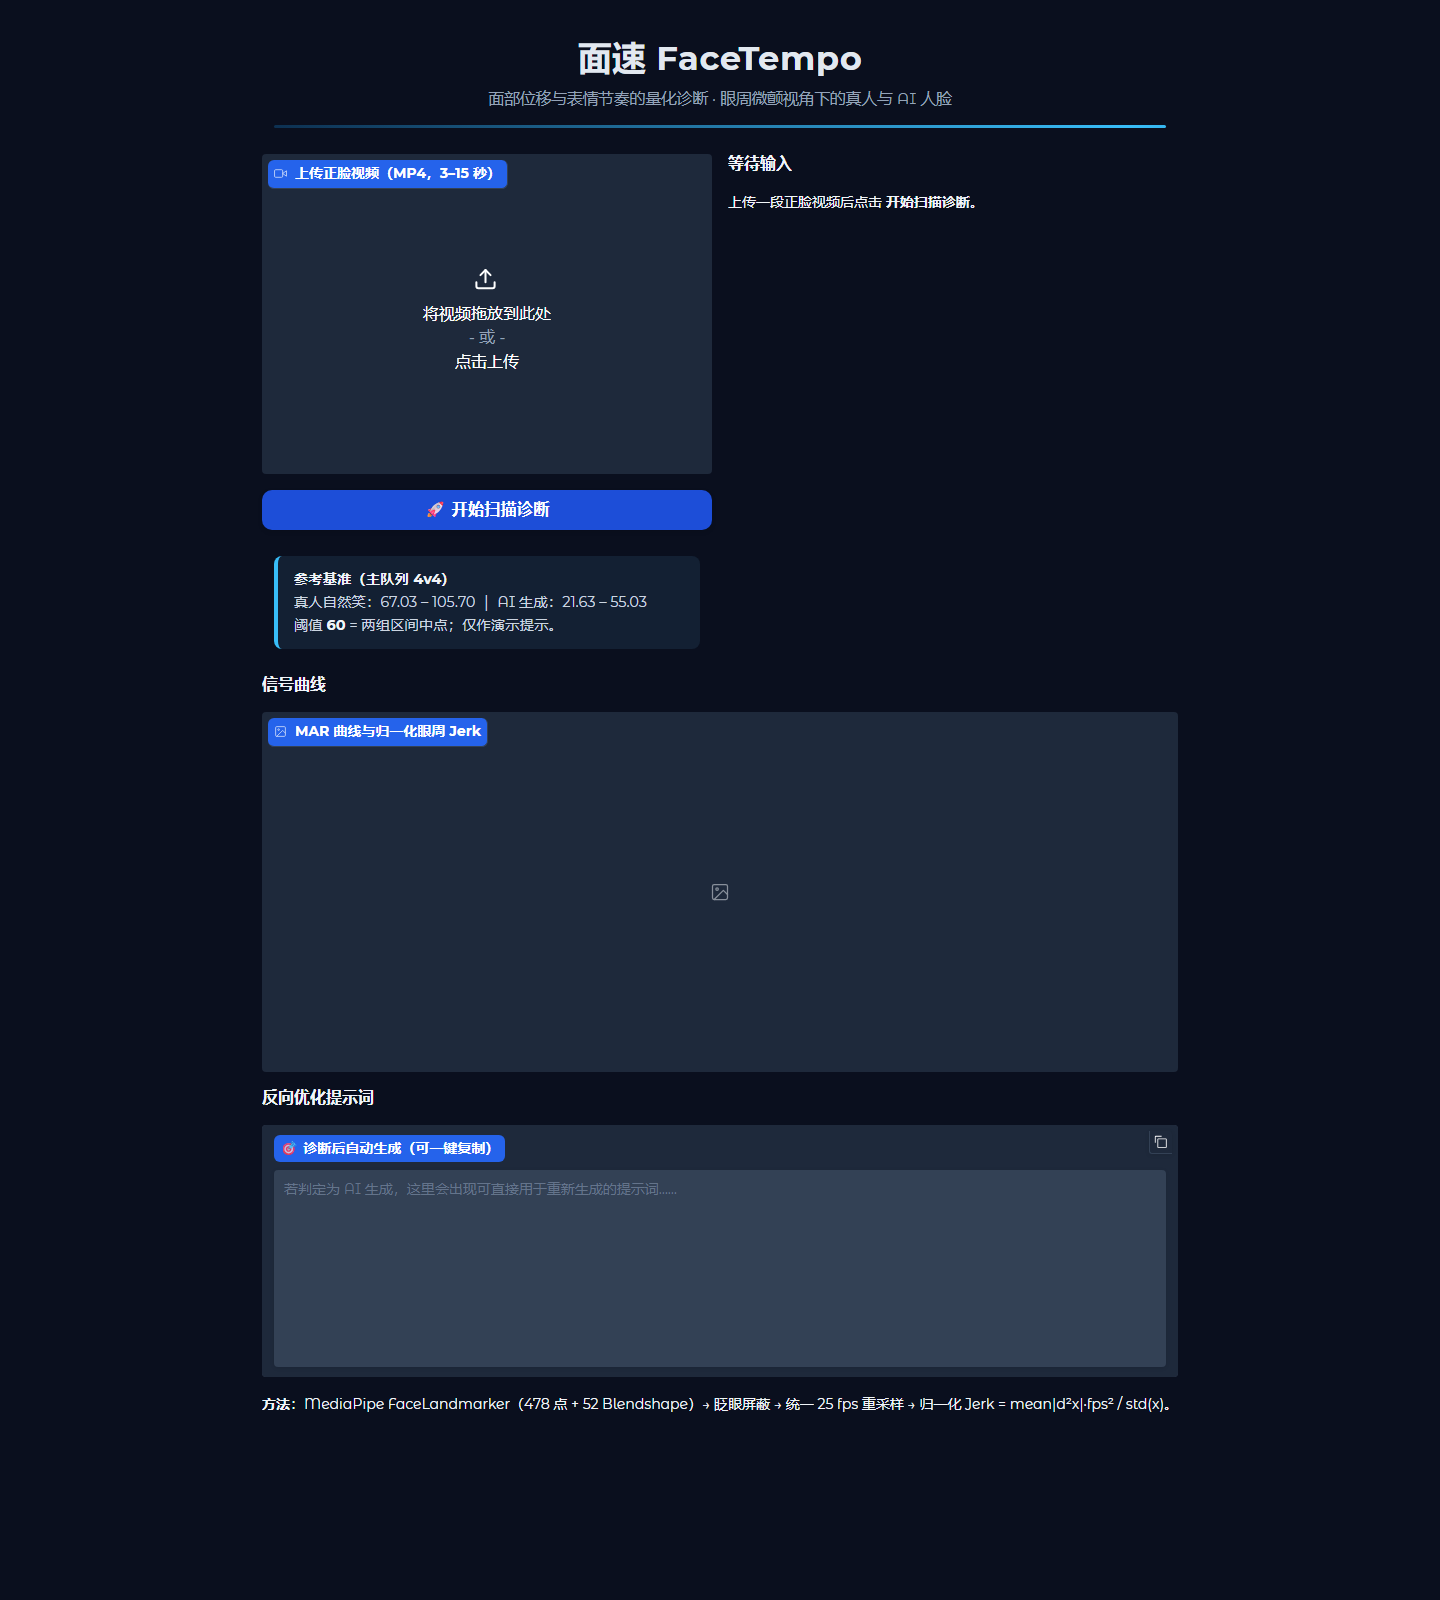 面速 FaceTempo
面部位移与表情节奏的量化诊断 · 眼周微颤视角下的真人与 AI 人脸
上传正脸视频（MP4，3–15 秒）
将视频拖放到此处
- 或 -
点击上传
🚀 开始扫描诊断
等待输入
上传一段正脸视频后点击 开始扫描诊断。
参考基准（主队列 4v4）
真人自然笑：67.03 – 105.70 ｜ AI 生成：21.63 – 55.03
阈值 60 = 两组区间中点；仅作演示提示。
信号曲线
MAR 曲线与归一化眼周 Jerk
反向优化提示词
🎯 诊断后自动生成（可一键复制）
若判定为 AI 生成，这里会出现可直接用于重新生成的提示词……
方法：MediaPipe FaceLandmarker（478 点 + 52 Blendshape）→ 眨眼屏蔽 → 统一 25 fps 重采样 → 归一化 Jerk = mean|d²x|·fps² / std(x)。